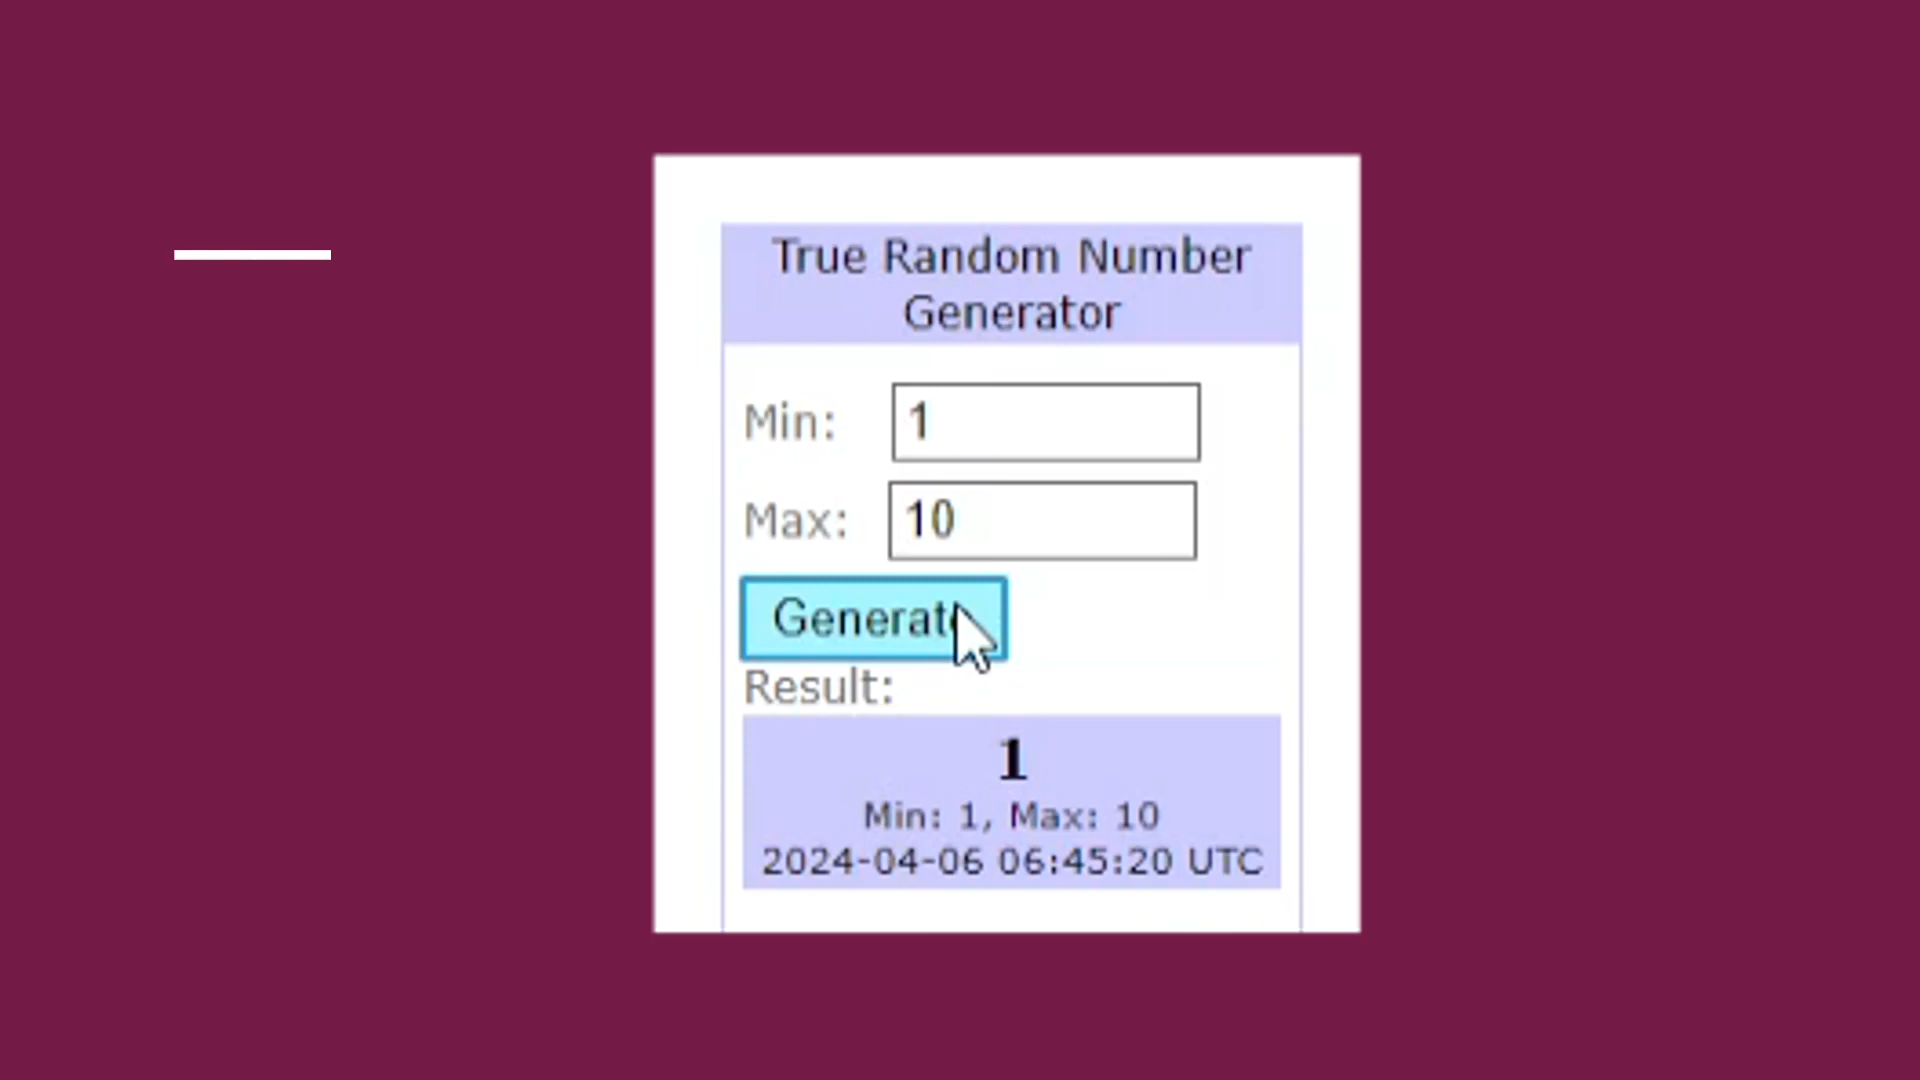 True Random Number
Generator
Min: 1
Max: 10
Generate
Result:
1
Min: 1, Max: 10
2024-04-06 06:45:20 UTC